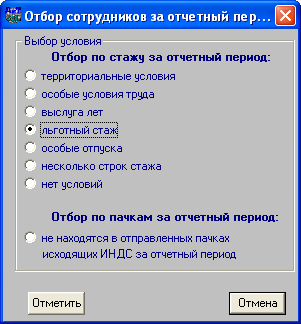 Отбор сотрудников за отчетный пер...
Выбор условия
Отбор по стажу за отчетный период:
территориальные условия
особые условия труда
выслуга лет
льготный стаж
особые отпуска
несколько строк стажа
нет условий
Отбор по пачкам за отчетный период:
не находятся в отправленных пачках
исходящих ИНДС за отчетный период
Отметить
Отмена